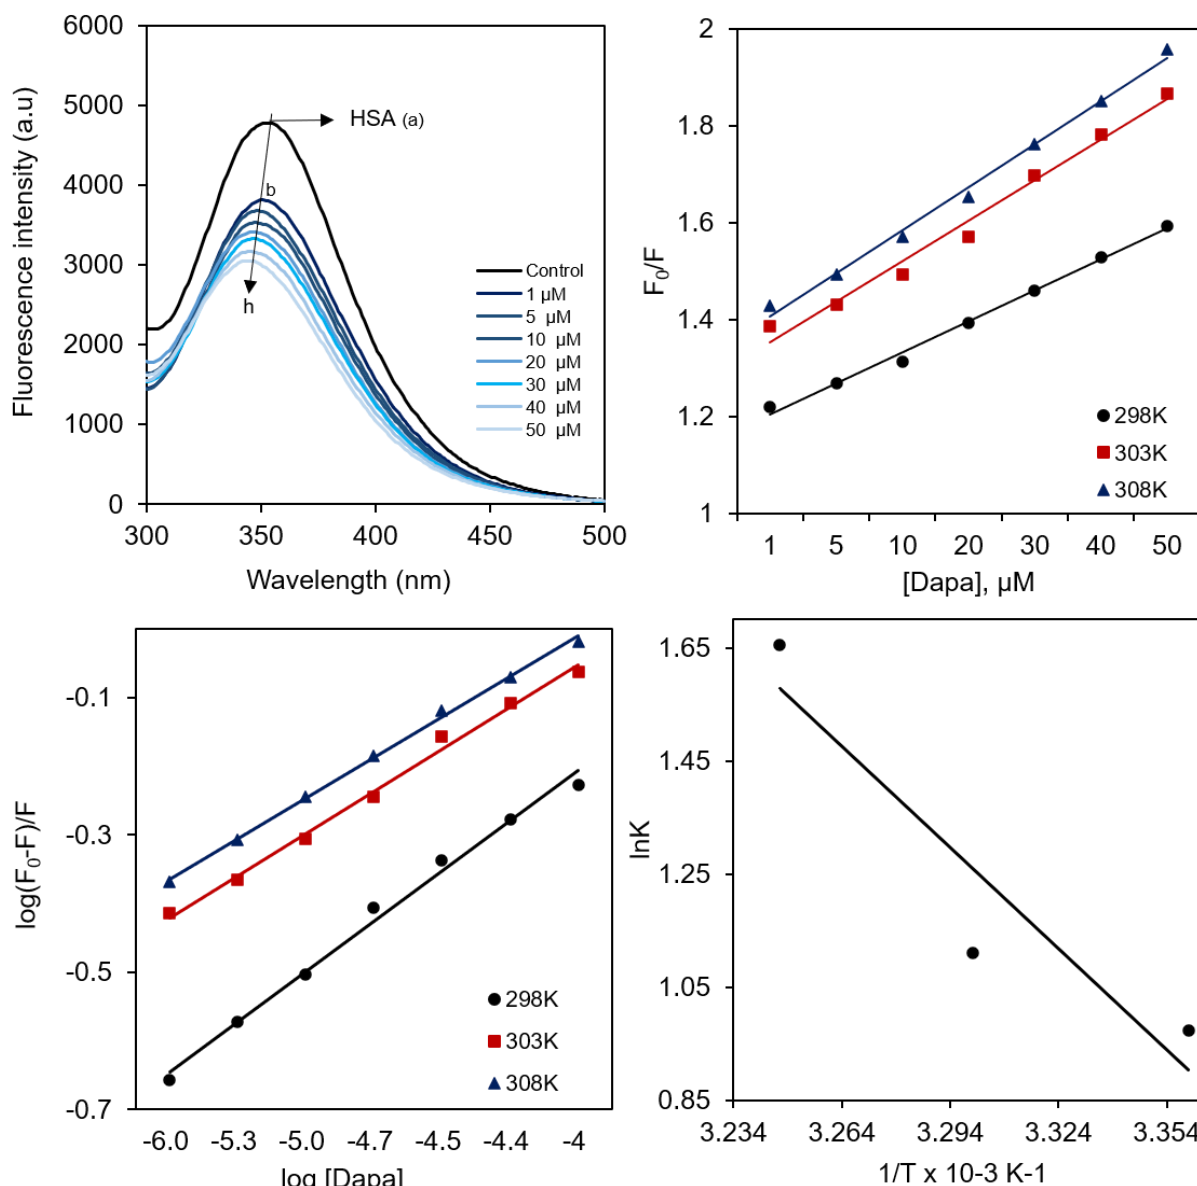 6000
5000
4000
3000
2000
1000
0
Fluorescence intensity (a.u)
HSA (a)
b
h
Control
1 µM
5 µM
10 µM
20 µM
30 µM
40 µM
50 µM
300
350
400
450
500
Wavelength (nm)
2
1.8
1.6
1.4
1.2
1
F0/F
298K
303K
308K
1
5
10
20
30
40
50
[Dapa], µM
-0.1
-0.3
-0.5
-0.7
log(F0-F)/F
298K
303K
308K
-6.0
-5.3
-5.0
-4.7
-4.5
-4.4
-4
log [Dapa]
1.65
1.45
1.25
1.05
0.85
lnK
3.234
3.264
3.294
3.324
3.354
1/T x 10-3 K-1